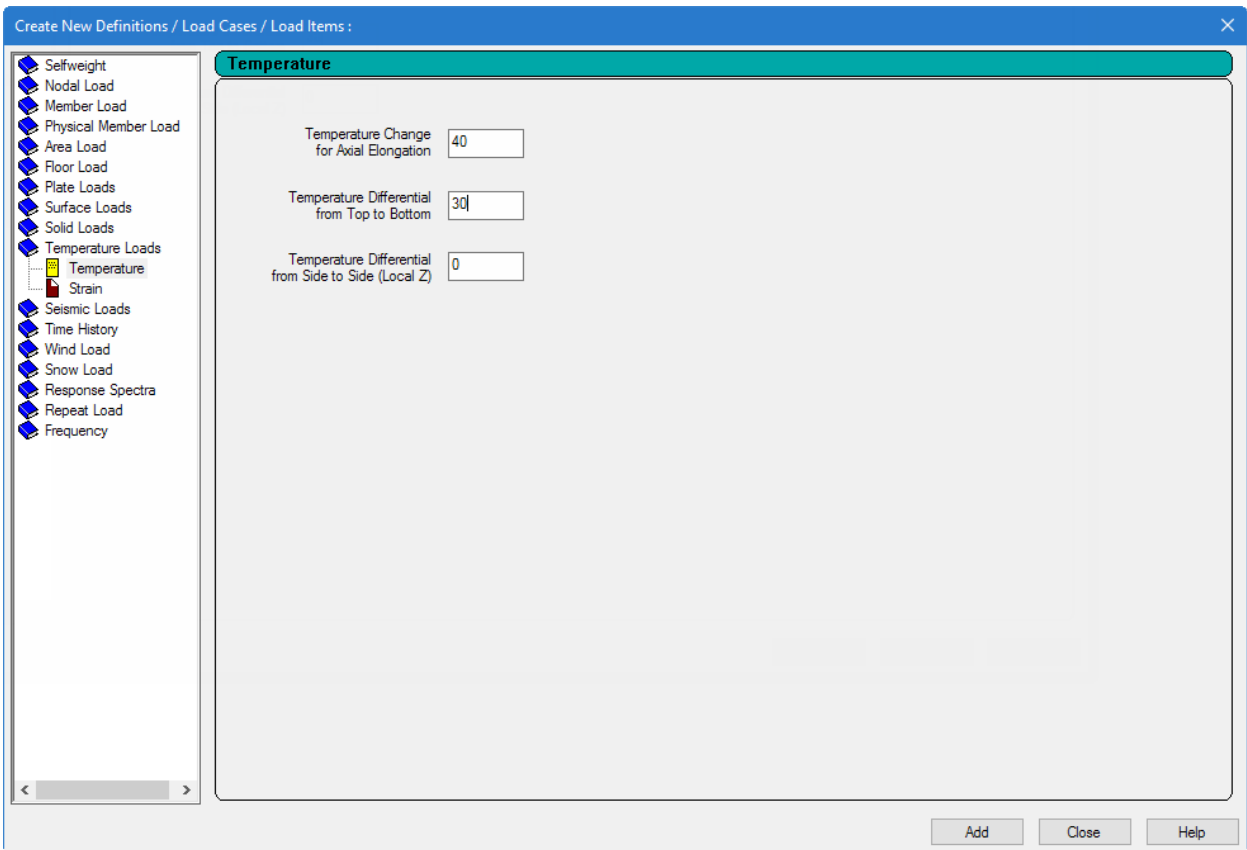 Create New Definitions / Load Cases / Load Items :
Selfweight
Nodal Load
Member Load
Physical Member Load
Area Load
Floor Load
Plate Loads
Surface Loads
Solid Loads
Temperature Loads
Temperature
Strain
Seismic Loads
Time History
Wind Load
Snow Load
Response Spectra
Repeat Load
Frequency
Temperature
Temperature Change
for Axial Elongation
40
Temperature Differential
from Top to Bottom
30
Temperature Differential
from Side to Side (Local Z)
0
Add
Close
Help